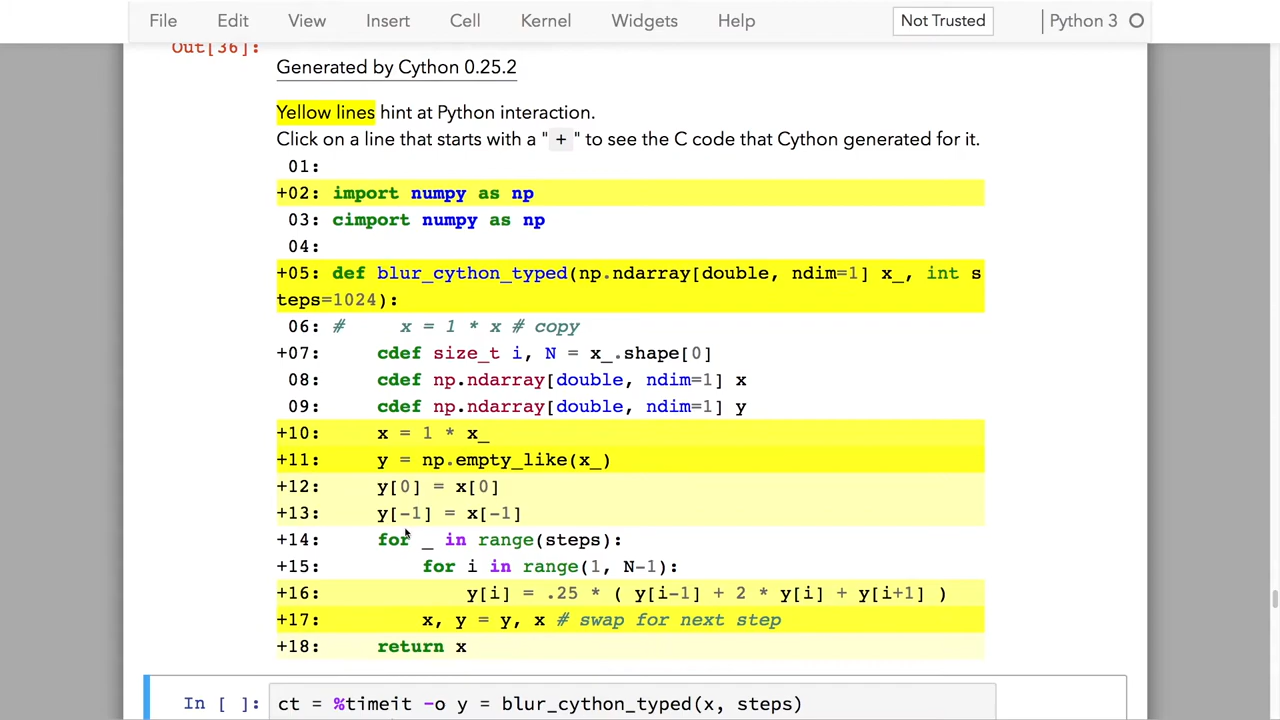 File Edit View Insert Cell Kernel Widgets Help Not Trusted Python 3
Out[36]:
Generated by Cython 0.25.2
Yellow lines hint at Python interaction.
Click on a line that starts with a " + " to see the C code that Cython generated for it.
01:
+02: import numpy as np
03: cimport numpy as np
04:
+05: def blur_cython_typed(np.ndarray[double, ndim=1] x_, int s
teps=1024):
06: #     x = 1 * x # copy
+07:     cdef size_t i, N = x_.shape[0]
08:     cdef np.ndarray[double, ndim=1] x
09:     cdef np.ndarray[double, ndim=1] y
+10:     x = 1 * x_
+11:     y = np.empty_like(x_)
+12:     y[0] = x[0]
+13:     y[-1] = x[-1]
+14:     for _ in range(steps):
+15:         for i in range(1, N-1):
+16:             y[i] = .25 * ( y[i-1] + 2 * y[i] + y[i+1] )
+17:         x, y = y, x # swap for next step
+18:     return x
In [ ]: ct = %timeit -o y = blur_cython_typed(x, steps)